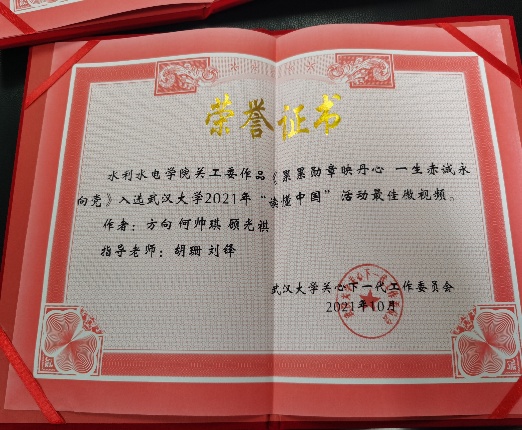 荣誉证书
水利水电学院关工委作品《累累勋章映丹心 一生赤诚永
向党》入选武汉大学2021年“读懂中国”活动最佳微视频。
作者：方向 何帅琪 顾光祺
指导老师：胡珊 刘铎
武汉大学关心下一代工作委员会
2021年10月